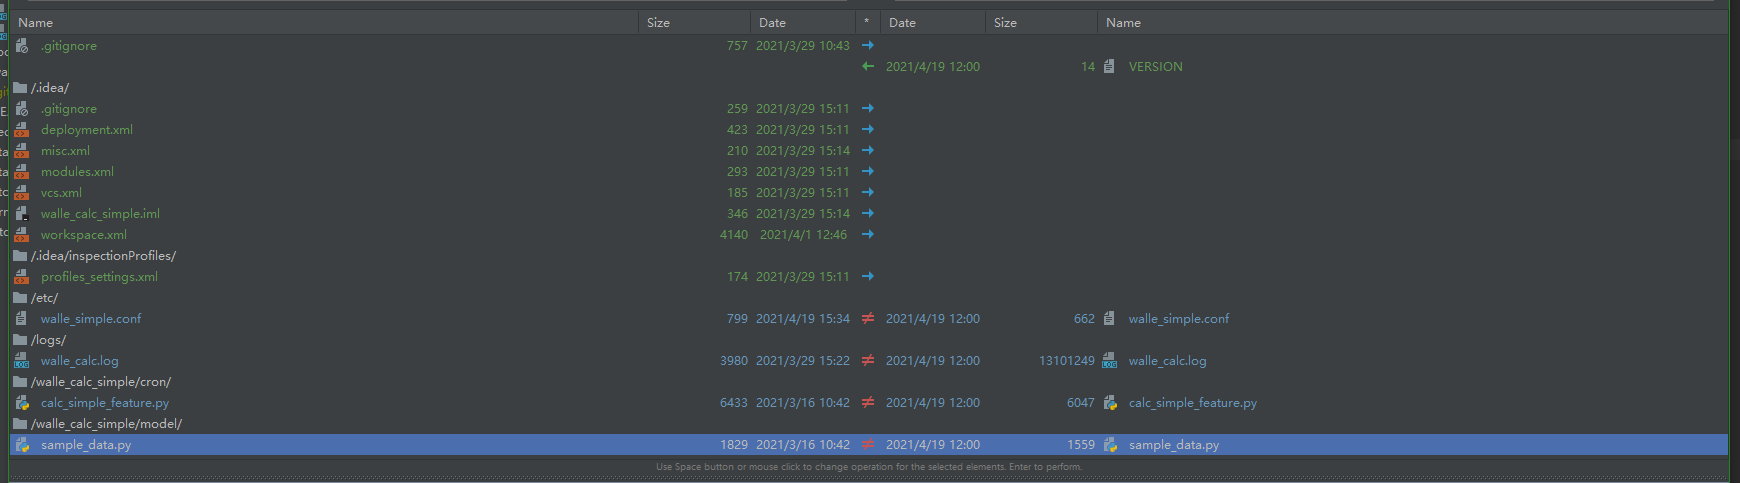 Name Size Date * Date Size Name
.gitignore 757 2021/3/29 10:43
2021/4/19 12:00 14 VERSION
/.idea/
.gitignore 259 2021/3/29 15:11
deployment.xml 423 2021/3/29 15:11
misc.xml 210 2021/3/29 15:14
modules.xml 293 2021/3/29 15:11
vcs.xml 185 2021/3/29 15:11
walle_calc_simple.iml 346 2021/3/29 15:14
workspace.xml 4140 2021/4/1 12:46
/.idea/inspectionProfiles/
profiles_settings.xml 174 2021/3/29 15:11
/etc/
walle_simple.conf 799 2021/4/19 15:34 ≠ 2021/4/19 12:00 662 walle_simple.conf
/logs/
walle_calc.log 3980 2021/3/29 15:22 ≠ 2021/4/19 12:00 13101249 walle_calc.log
/walle_calc_simple/cron/
calc_simple_feature.py 6433 2021/3/16 10:42 ≠ 2021/4/19 12:00 6047 calc_simple_feature.py
/walle_calc_simple/model/
sample_data.py 1829 2021/3/16 10:42 ≠ 2021/4/19 12:00 1559 sample_data.py
Use Space button or mouse click to change operation for the selected elements. Enter to perform.